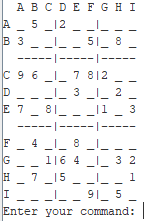 A B C D E F G H I
A _ 5 _|2 _ _|_ _ _
B 3 _ _|_ _ 5|_ 8 _
  -----|-----|-----
C 9 6 _|_ 7 8|2 _ _
D _ _ _|_ 3 _|_ 2 _
E 7 _ 8|_ _ _|1 _ 3
  -----|-----|-----
F _ 4 _|_ 8 _|_ _ _
G _ _ 1|6 4 _|_ 3 2
H _ 7 _|5 _ _|_ _ 1
I _ _ _|_ _ 9|_ 5 _
Enter your command: